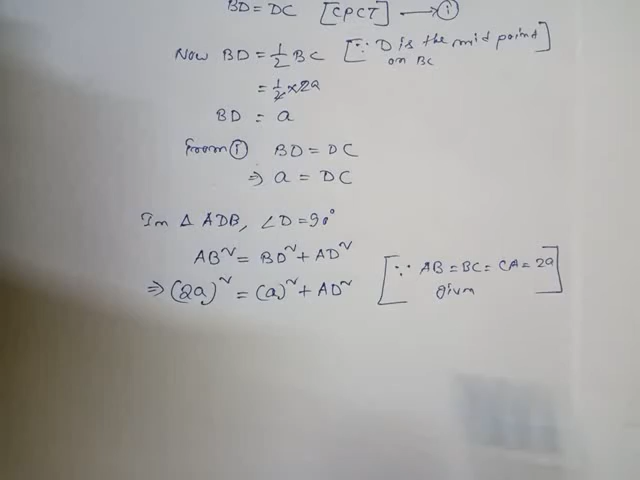 BD = DC [CPCT] → (i)
Now BD = 1/2 BC [∵ D is the mid point on BC]
= 1/2 × 2a
BD = a
From (i) BD = DC
⇒ a = DC
In △ ADB, ∠D = 90°
AB² = BD² + AD²
⇒ (2a)² = (a)² + AD² [∵ AB = BC = CA = 2a given]